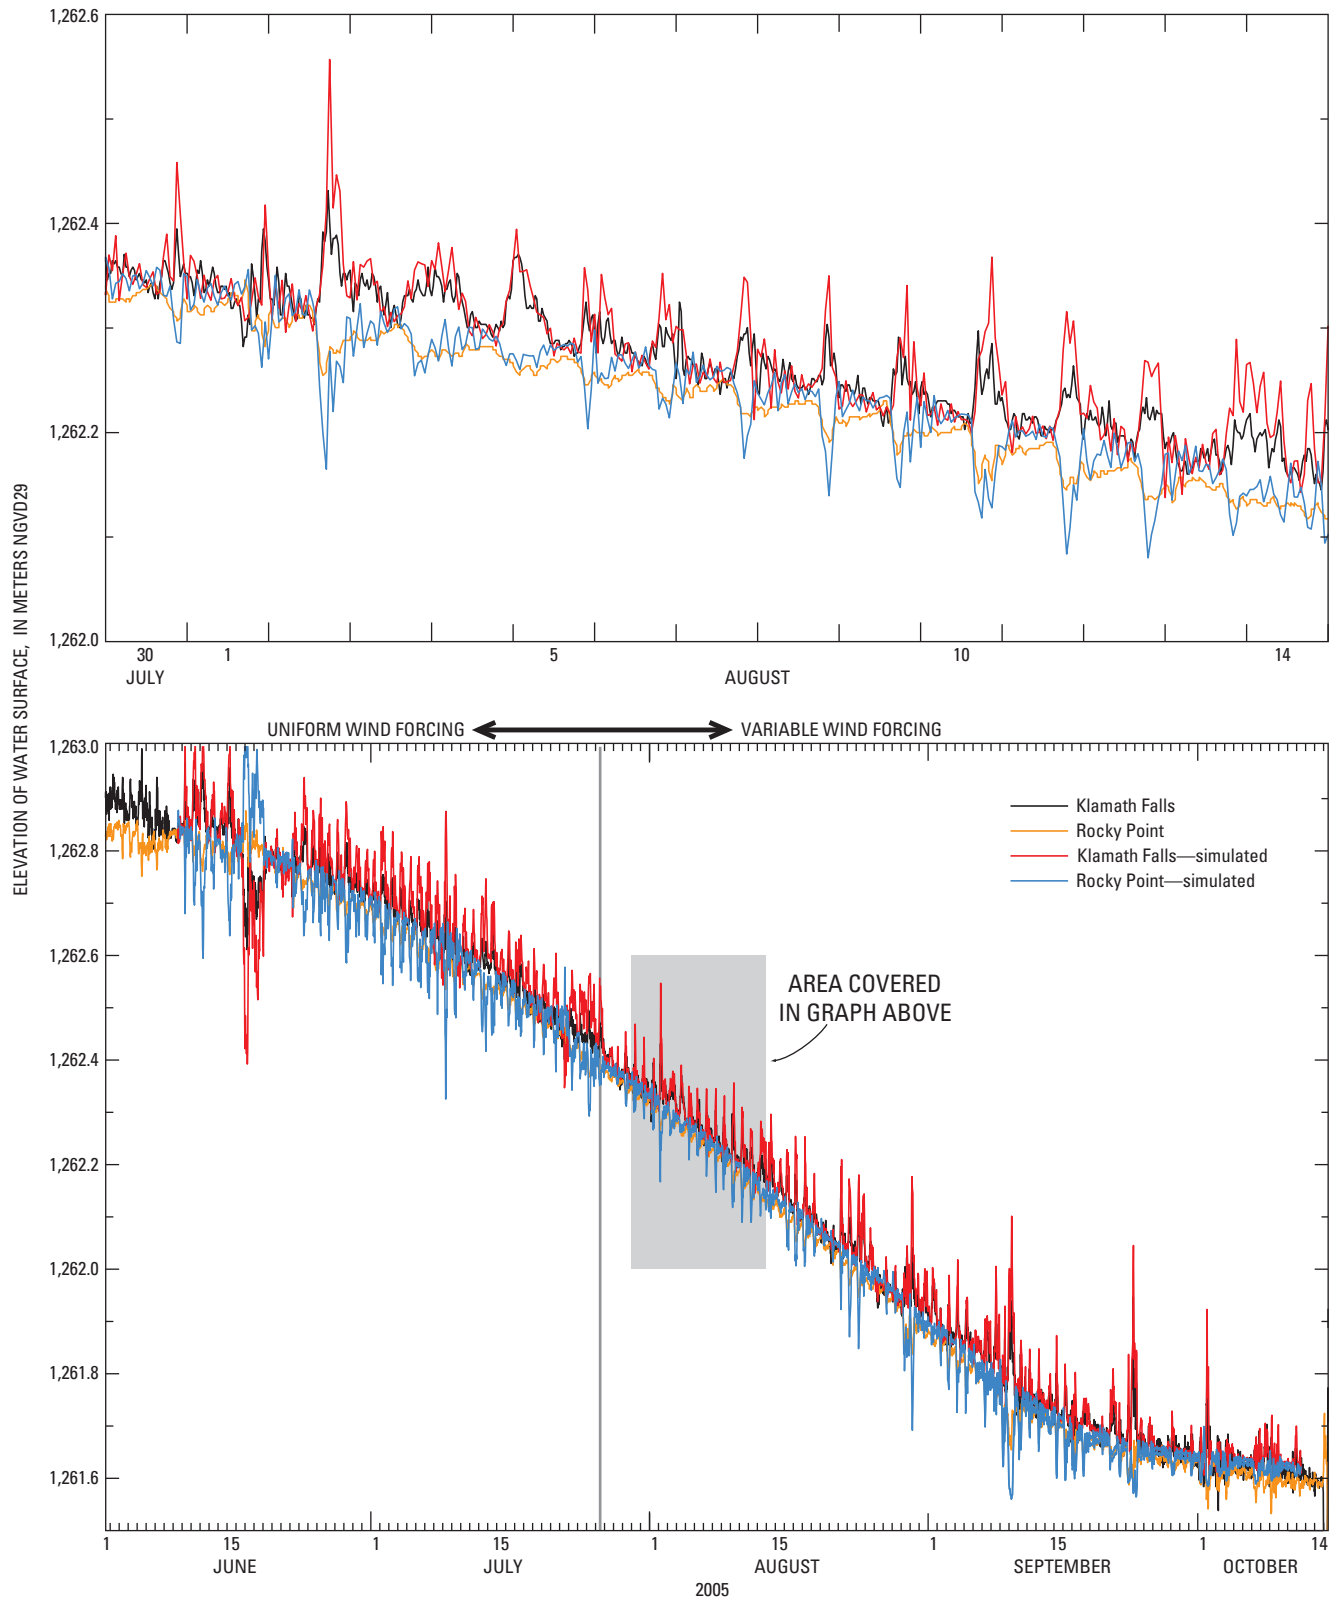 ELEVATION OF WATER SURFACE, IN METERS NGVD29
1,262.6
1,262.4
1,262.2
1,262.0
30 1 5 10 14
JULY AUGUST
UNIFORM WIND FORCING VARIABLE WIND FORCING
1,263.0
1,262.8
1,262.6
1,262.4
1,262.2
1,262.0
1,261.8
1,261.6
Klamath Falls
Rocky Point
Klamath Falls—simulated
Rocky Point—simulated
AREA COVERED
IN GRAPH ABOVE
1 15 1 15 1 15 1 15 1 14
JUNE JULY AUGUST SEPTEMBER OCTOBER
2005